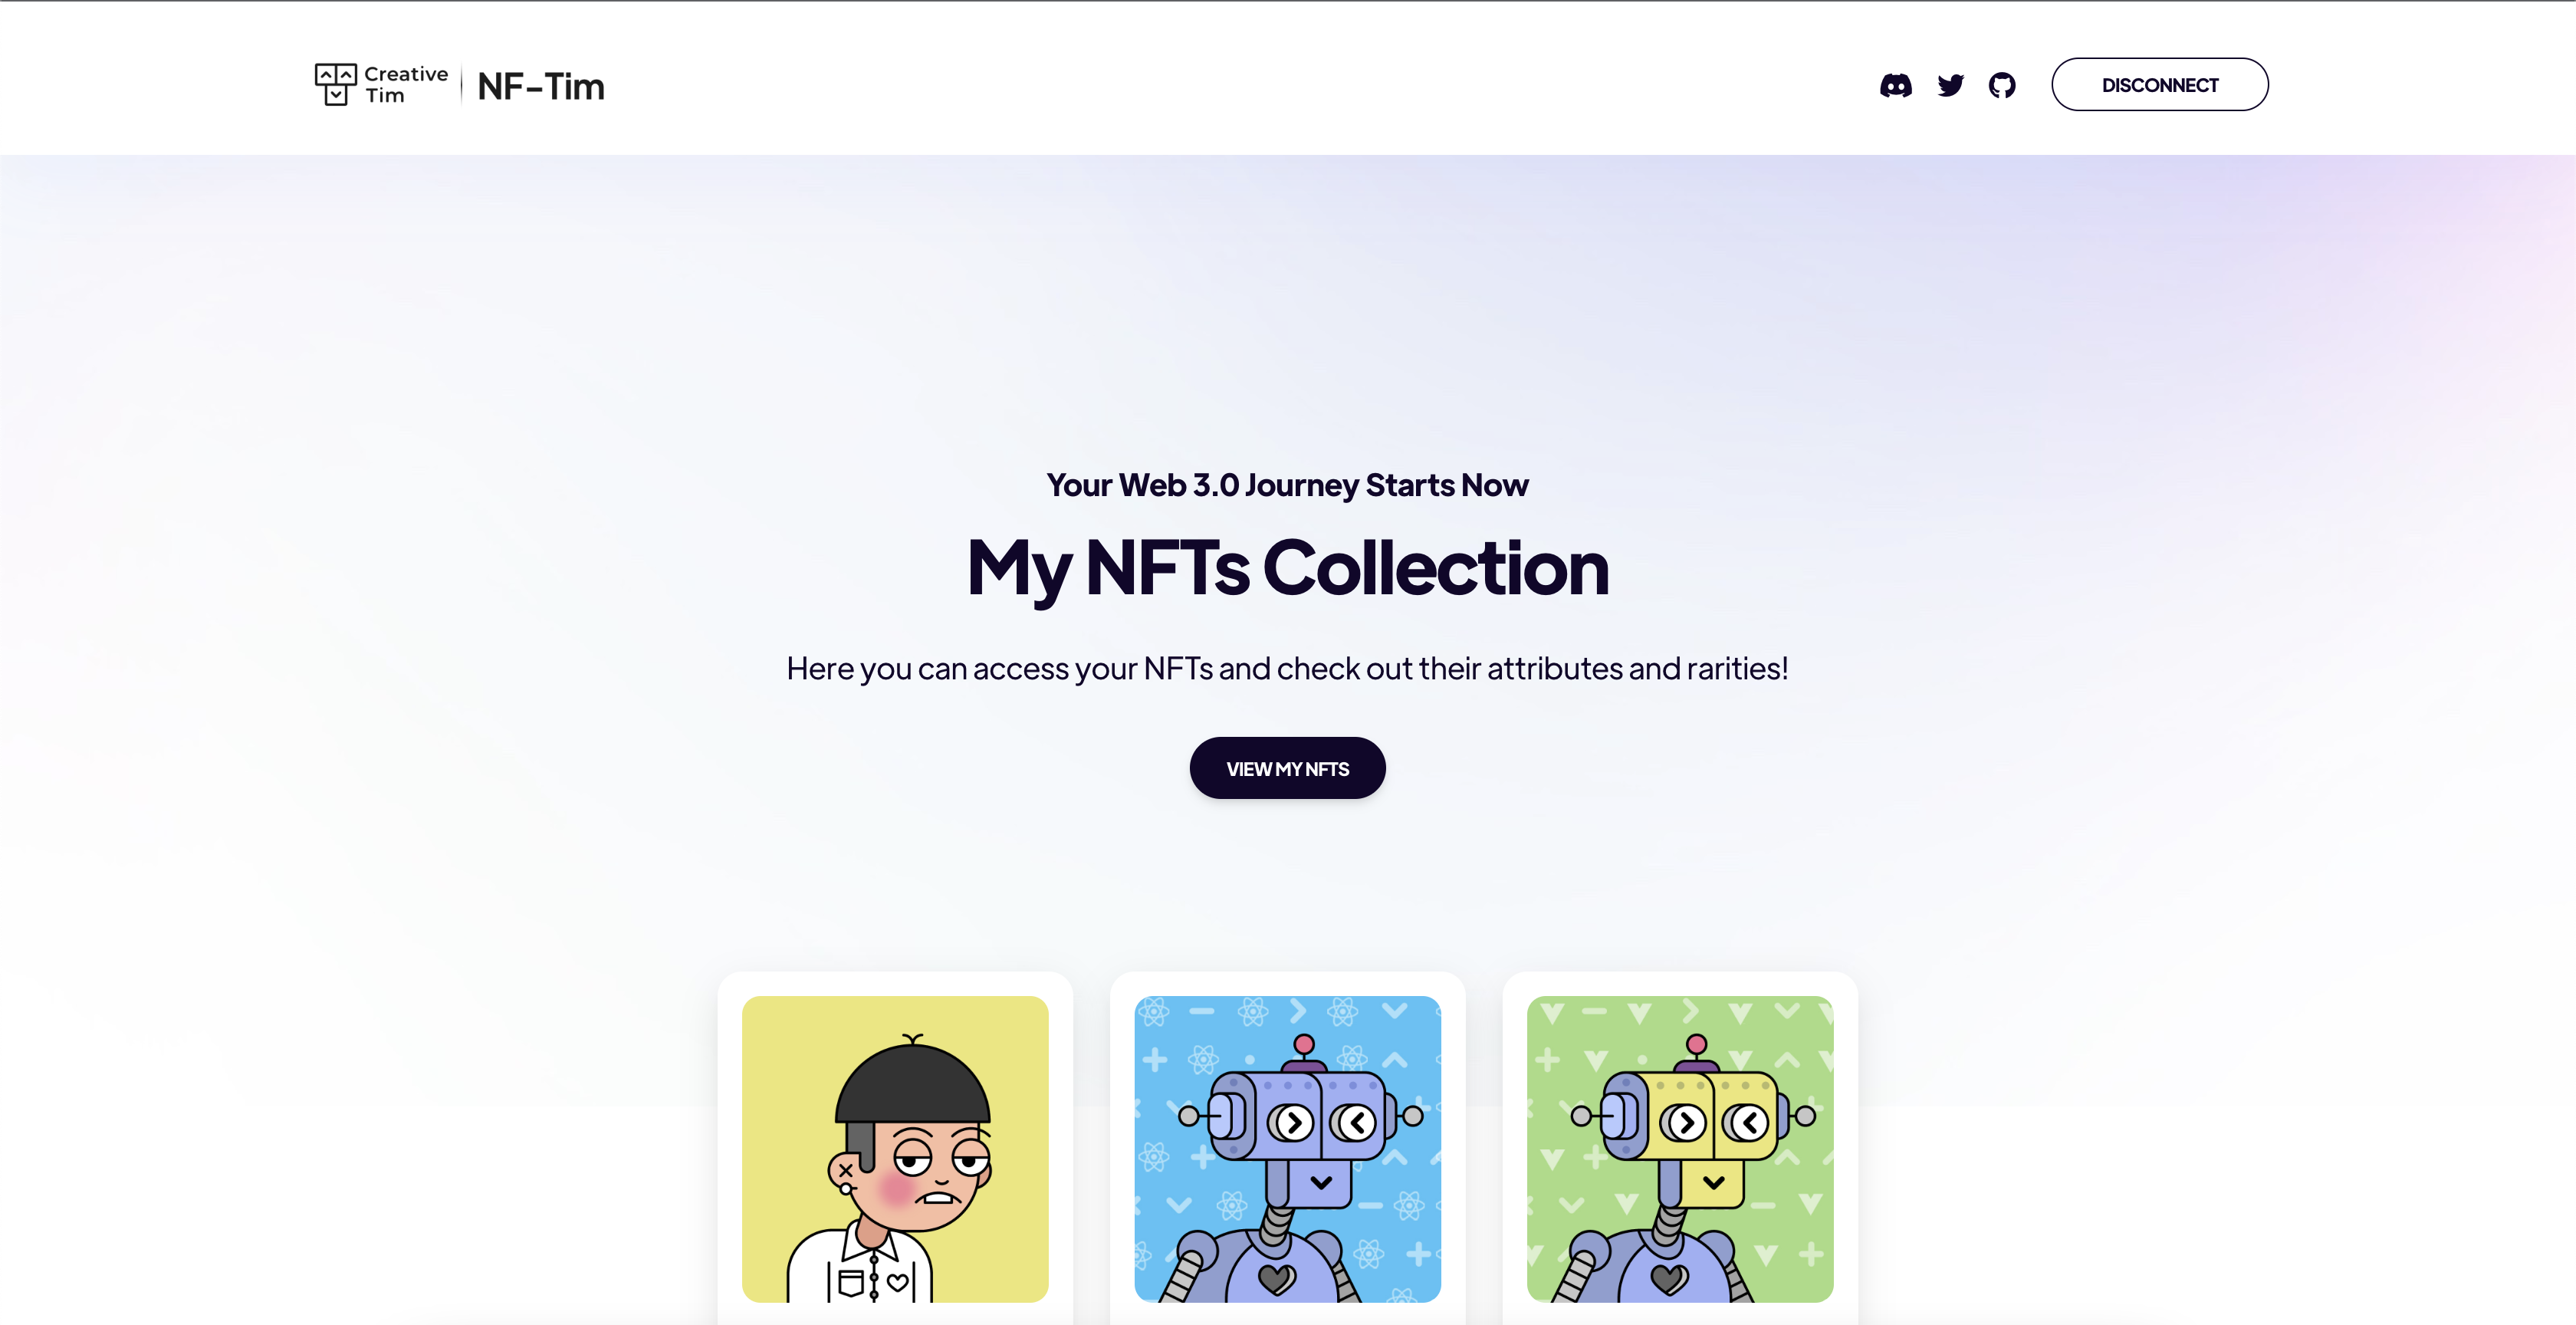 Creative
Tim
NF-Tim
DISCONNECT
Your Web 3.0 Journey Starts Now
My NFTs Collection
Here you can access your NFTs and check out their attributes and rarities!
VIEW MY NFTS